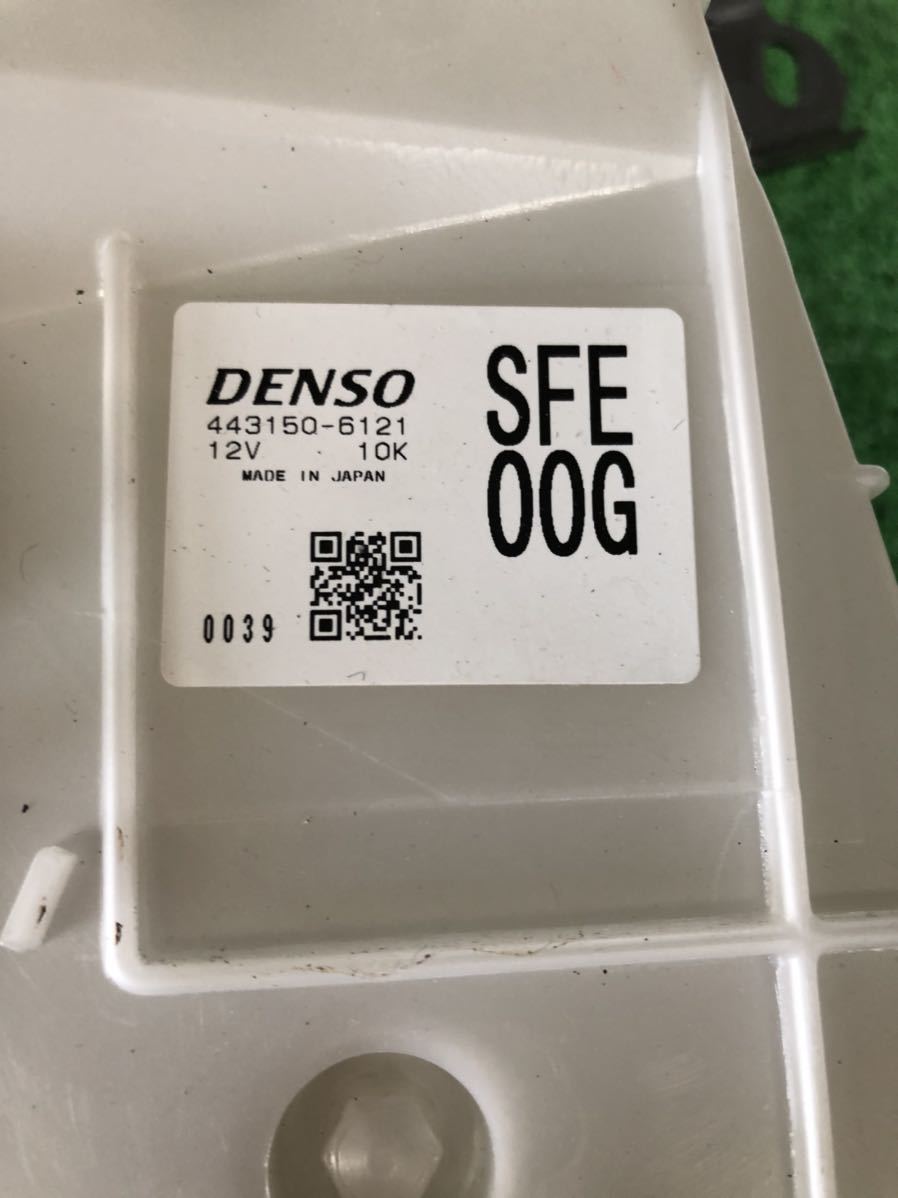 DENSO
443150-6121
12V 10K
MADE IN JAPAN
0039
SFE
00G